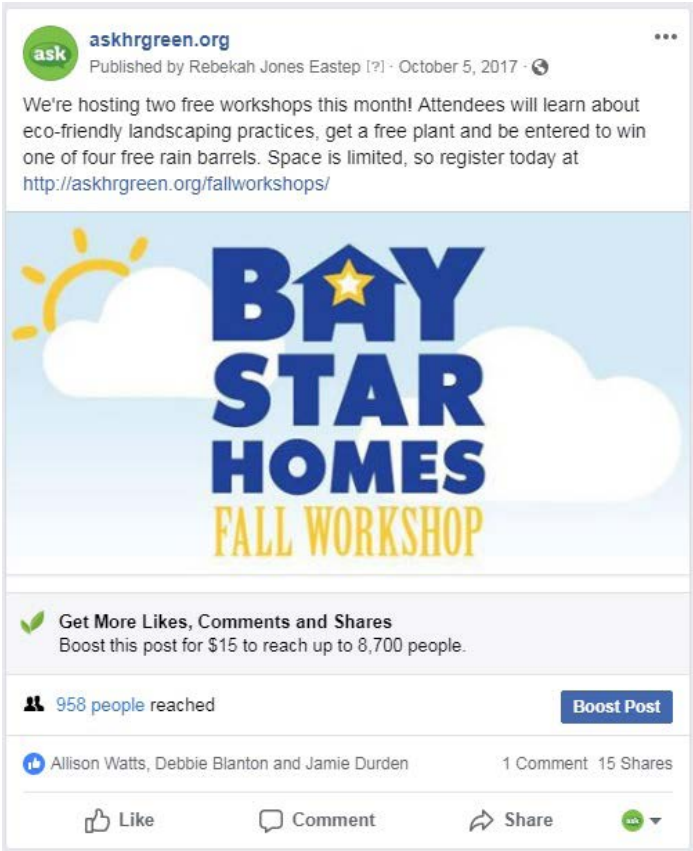 ask
askhrgreen.org
Published by Rebekah Jones Eastep [?] · October 5, 2017 ·
We're hosting two free workshops this month! Attendees will learn about
eco-friendly landscaping practices, get a free plant and be entered to win
one of four free rain barrels. Space is limited, so register today at
http://askhrgreen.org/fallworkshops/
BAY
STAR
HOMES
FALL WORKSHOP
Get More Likes, Comments and Shares
Boost this post for $15 to reach up to 8,700 people.
958 people reached
Boost Post
Allison Watts, Debbie Blanton and Jamie Durden
1 Comment 15 Shares
Like
Comment
Share
ask